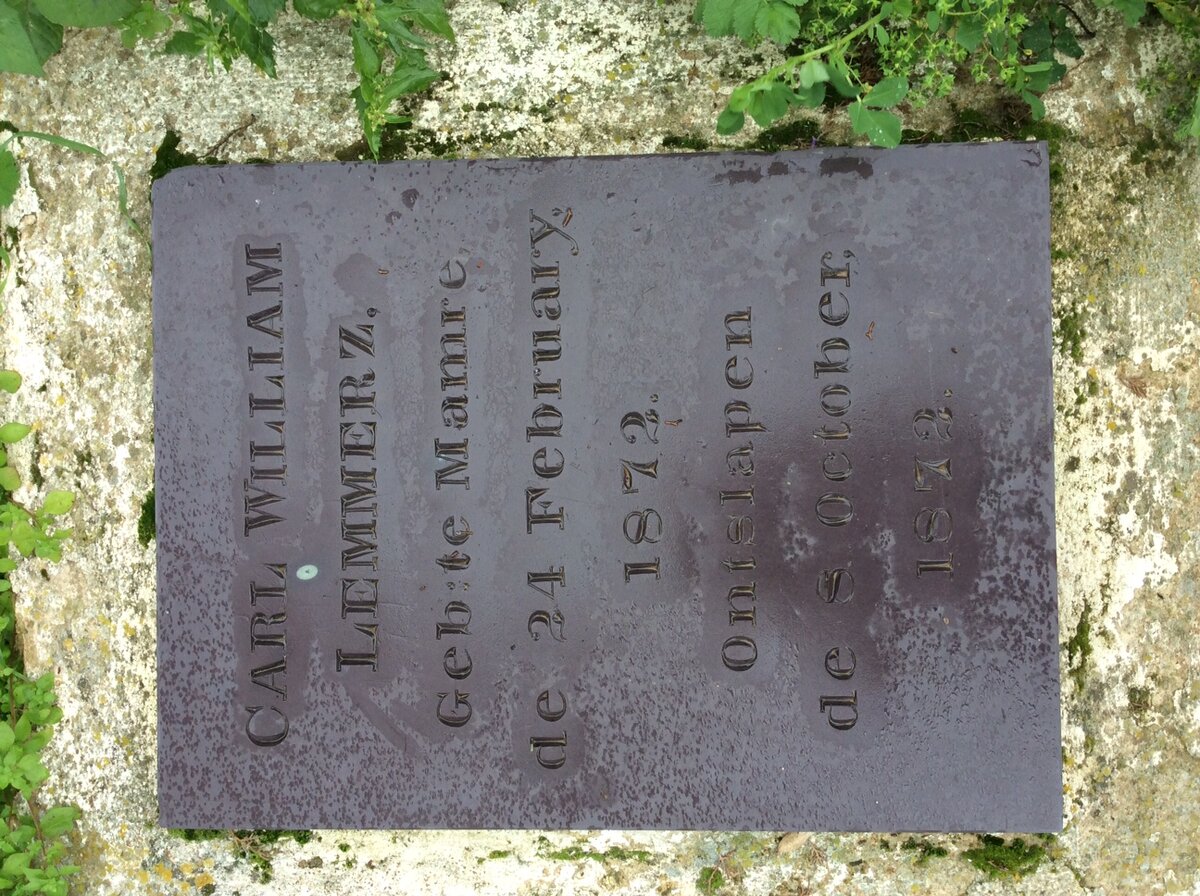 CARL WILLIAM
LEMMERZ,
Geb:te Mamre,
de 24 February,
1872.
Ontslapen
de 8 October,
1872.